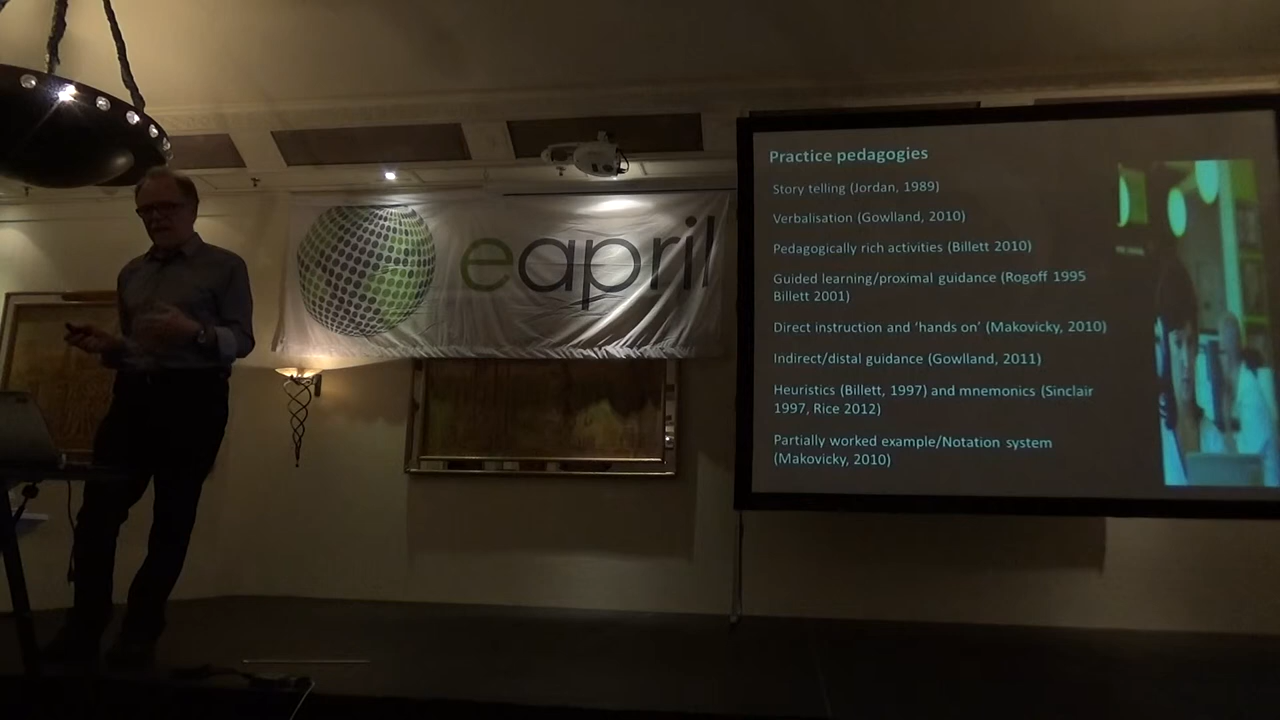 eapril
Practice pedagogies
Story telling (Jordan, 1989)
Verbalisation (Gowlland, 2010)
Pedagogically rich activities (Billett 2010)
Guided learning/proximal guidance (Rogoff 1995
Billett 2001)
Direct instruction and 'hands on' (Makovicky, 2010)
Indirect/distal guidance (Gowlland, 2011)
Heuristics (Billett, 1997) and mnemonics (Sinclair
1997, Rice 2012)
Partially worked example/Notation system
(Makovicky, 2010)